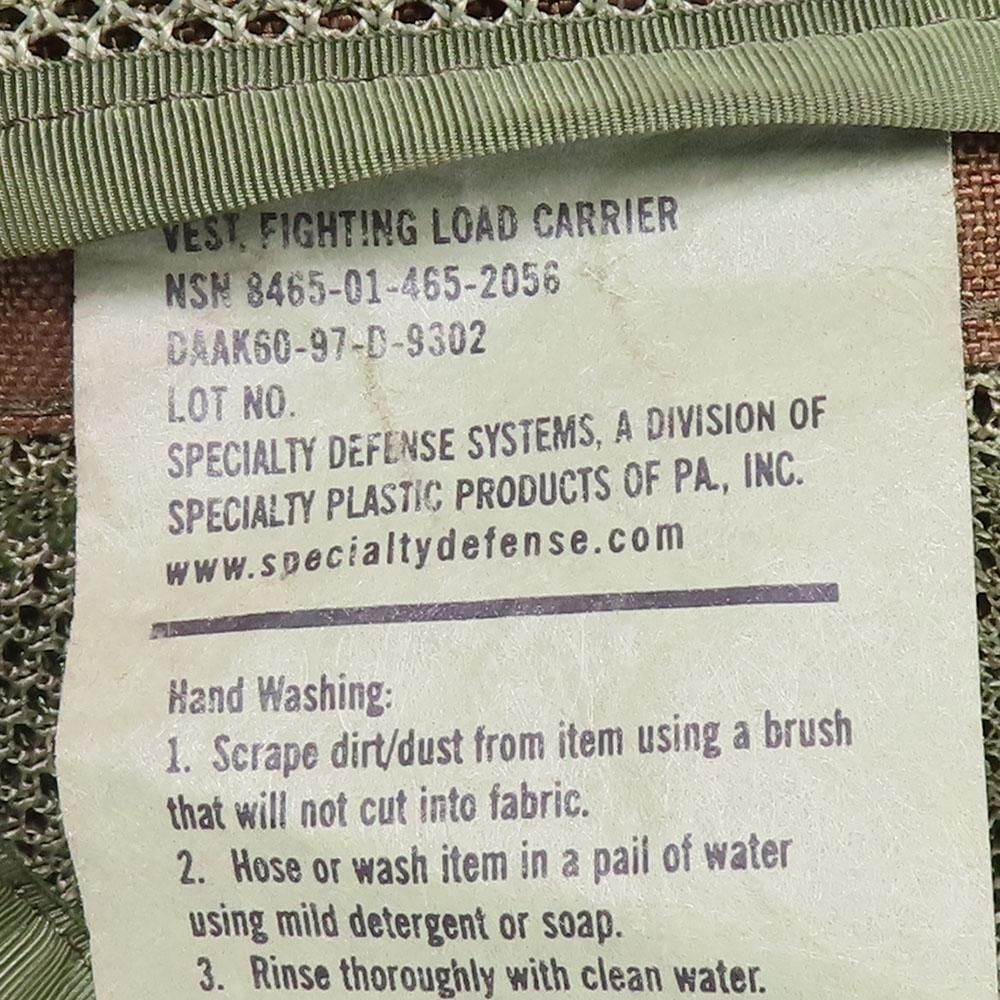 VEST, FIGHTING LOAD CARRIER
NSN 8465-01-465-2056
DAAK60-97-D-9302
LOT NO.
SPECIALTY DEFENSE SYSTEMS, A DIVISION OF
SPECIALTY PLASTIC PRODUCTS OF PA., INC.
www.specialtydefense.com
Hand Washing:
1. Scrape dirt/dust from item using a brush
that will not cut into fabric.
2. Hose or wash item in a pail of water
using mild detergent or soap.
3. Rinse thoroughly with clean water.